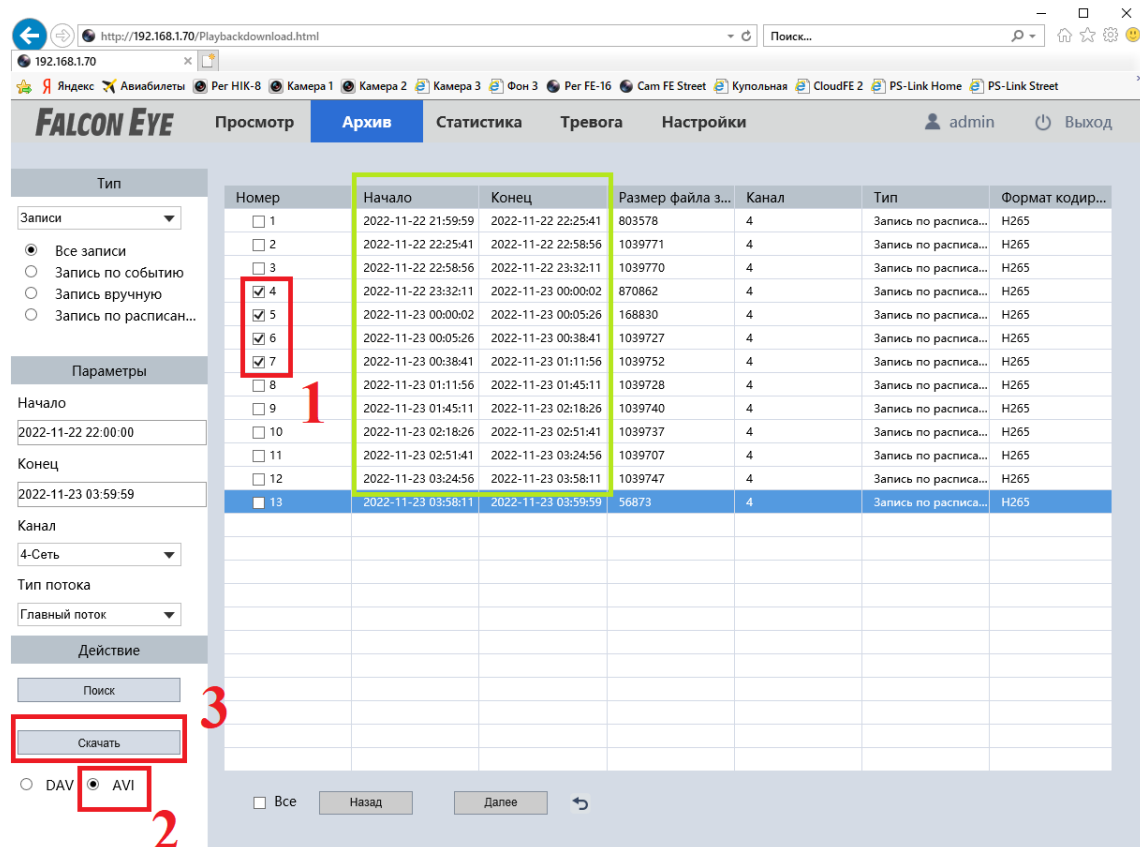 http://192.168.1.70/Playbackdownload.html
Поиск...
192.168.1.70
Яндекс Авиабилеты Рег HIK-8 Камера 1 Камера 2 Камера 3 Фон 3 Рег FE-16 Cam FE Street Купольная CloudFE 2 PS-Link Home PS-Link Street
FALCON EYE Просмотр Архив Статистика Тревога Настройки admin Выход
Тип
Записи
Все записи
Запись по событию
Запись вручную
Запись по расписан...
Параметры
Начало
2022-11-22 22:00:00
Конец
2022-11-23 03:59:59
Канал
4-Сеть
Тип потока
Главный поток
Действие
Поиск
3
Скачать
DAV AVI
2
Номер Начало Конец Размер файла з... Канал Тип Формат кодир...
1 2022-11-22 21:59:59 2022-11-22 22:25:41 803578 4 Запись по расписа... H265
2 2022-11-22 22:25:41 2022-11-22 22:58:56 1039771 4 Запись по расписа... H265
3 2022-11-22 22:58:56 2022-11-22 23:32:11 1039770 4 Запись по расписа... H265
4 2022-11-22 23:32:11 2022-11-23 00:00:02 870862 4 Запись по расписа... H265
5 2022-11-23 00:00:02 2022-11-23 00:05:26 168830 4 Запись по расписа... H265
6 2022-11-23 00:05:26 2022-11-23 00:38:41 1039727 4 Запись по расписа... H265
7 2022-11-23 00:38:41 2022-11-23 01:11:56 1039752 4 Запись по расписа... H265
1
8 2022-11-23 01:11:56 2022-11-23 01:45:11 1039728 4 Запись по расписа... H265
9 2022-11-23 01:45:11 2022-11-23 02:18:26 1039740 4 Запись по расписа... H265
10 2022-11-23 02:18:26 2022-11-23 02:51:41 1039737 4 Запись по расписа... H265
11 2022-11-23 02:51:41 2022-11-23 03:24:56 1039707 4 Запись по расписа... H265
12 2022-11-23 03:24:56 2022-11-23 03:58:11 1039747 4 Запись по расписа... H265
13 2022-11-23 03:58:11 2022-11-23 03:59:59 56873 4 Запись по расписа... H265
Все Назад Далее